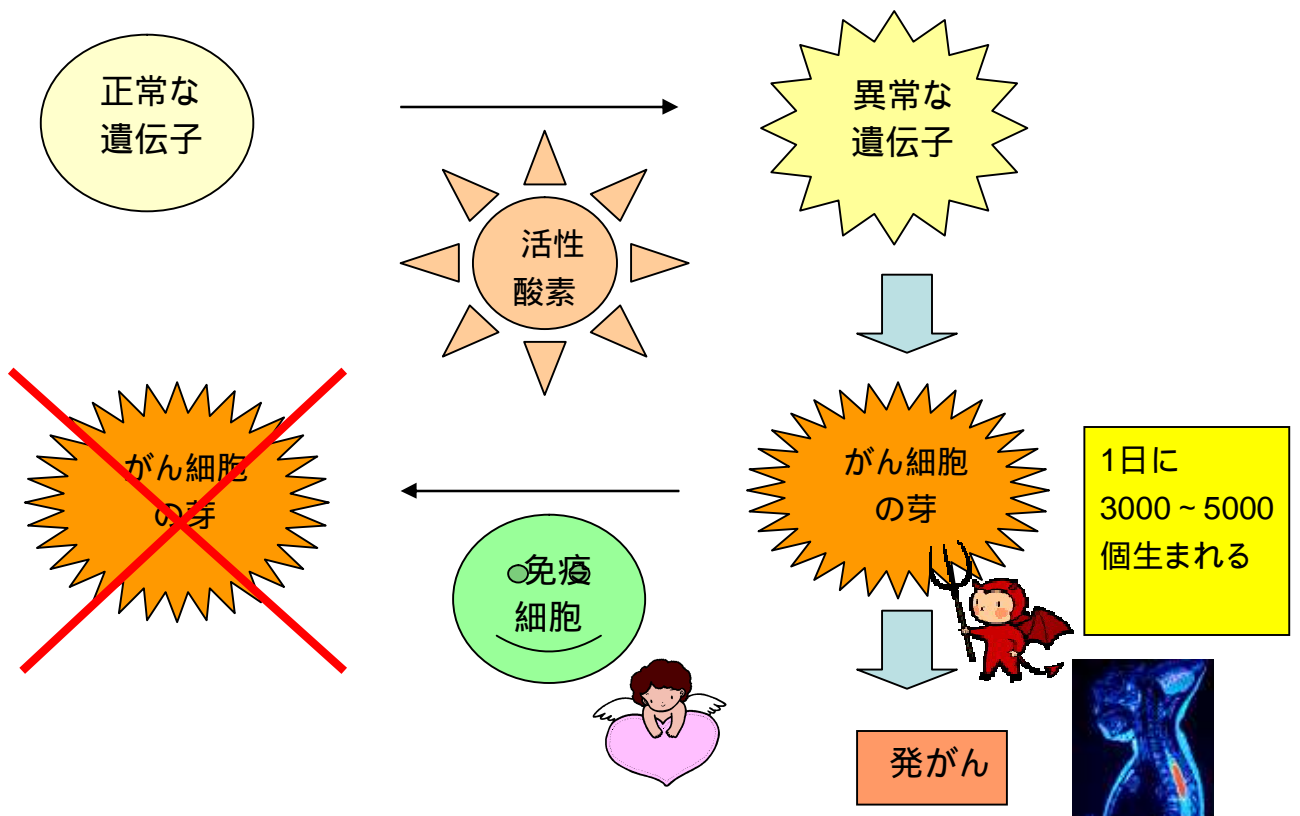 正常な
遺伝子
異常な
遺伝子
活性
酸素
がん細胞
の芽
がん細胞
の芽
1日に
3000~5000
個生まれる
免疫
細胞
発がん